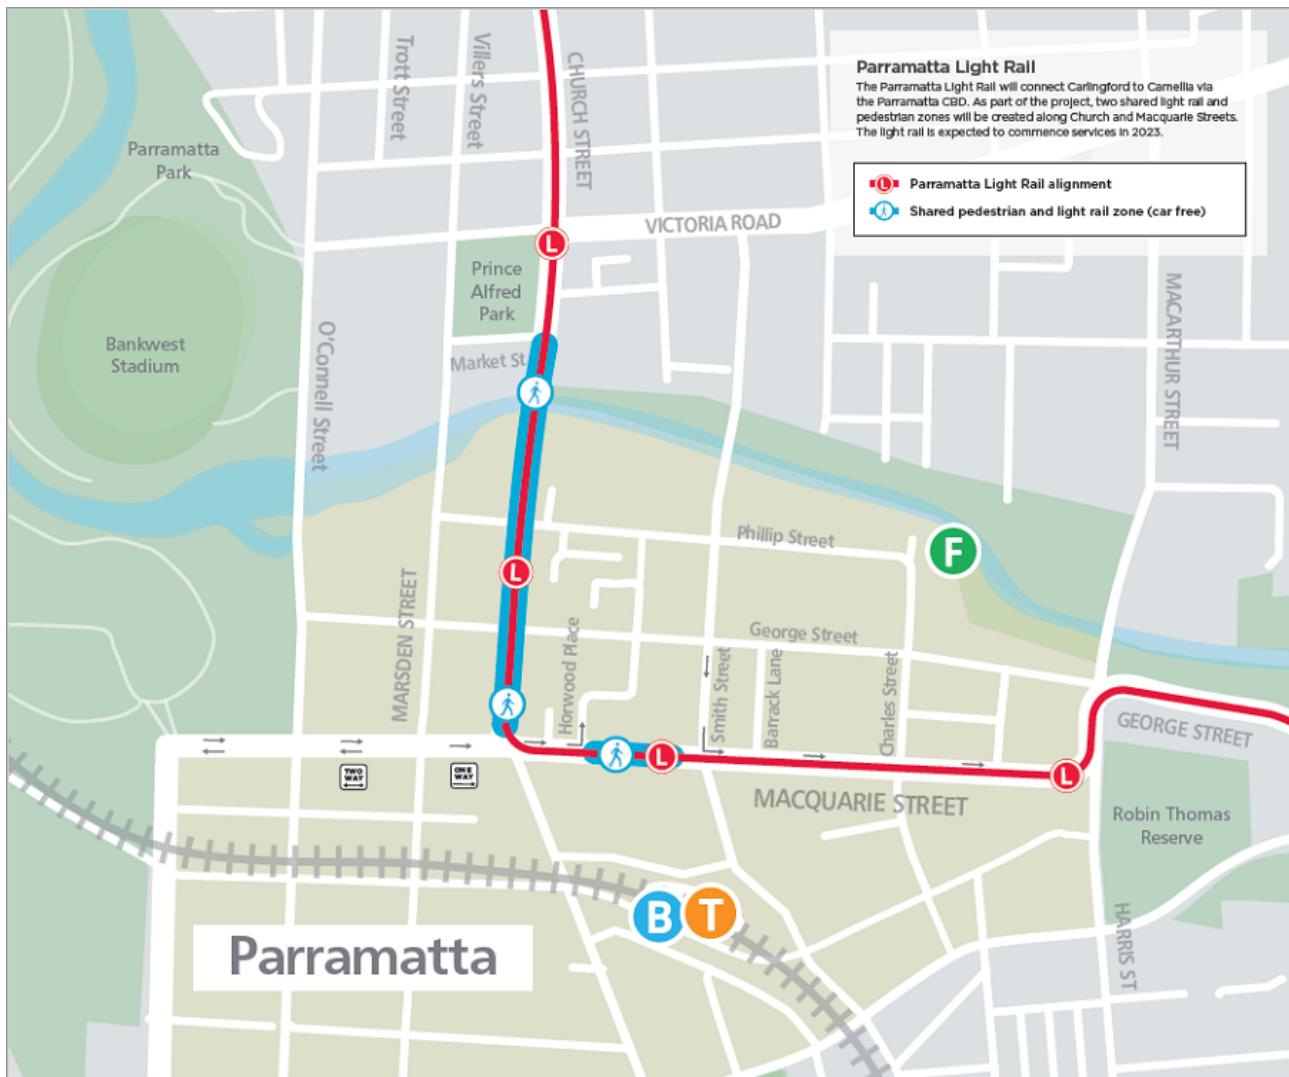 Parramatta Light Rail
The Parramatta Light Rail will connect Carlingford to Camellia via
the Parramatta CBD. As part of the project, two shared light rail and
pedestrian zones will be created along Church and Macquarie Streets.
The light rail is expected to commence services in 2023.
L Parramatta Light Rail alignment
Shared pedestrian and light rail zone (car free)
Trott Street
Villers Street
CHURCH STREET
Parramatta
Park
VICTORIA ROAD
L
Prince
Alfred
Park
MACARTHUR STREET
Bankwest
Stadium
O'Connell Street
Market St
Phillip Street
F
L
MARSDEN STREET
George Street
Horwood Place
Smith Street
Barrack Lane
Charles Street
GEORGE STREET
L
L
TWO
WAY
ONE
WAY
MACQUARIE STREET
Robin Thomas
Reserve
B
T
HARRIS ST
Parramatta